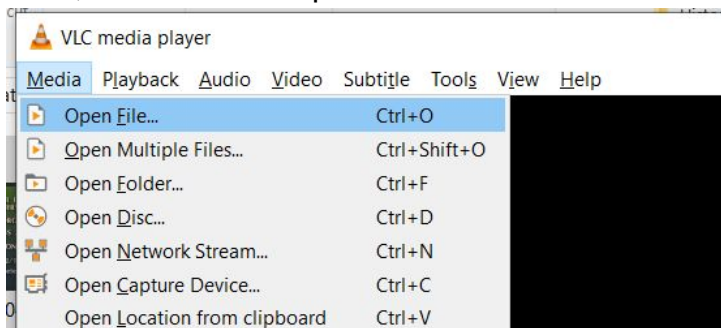 VLC media player
Media Playback Audio Video Subtitle Tools View Help
Open File... Ctrl+O
Open Multiple Files... Ctrl+Shift+O
Open Folder... Ctrl+F
Open Disc... Ctrl+D
Open Network Stream... Ctrl+N
Open Capture Device... Ctrl+C
Open Location from clipboard Ctrl+V